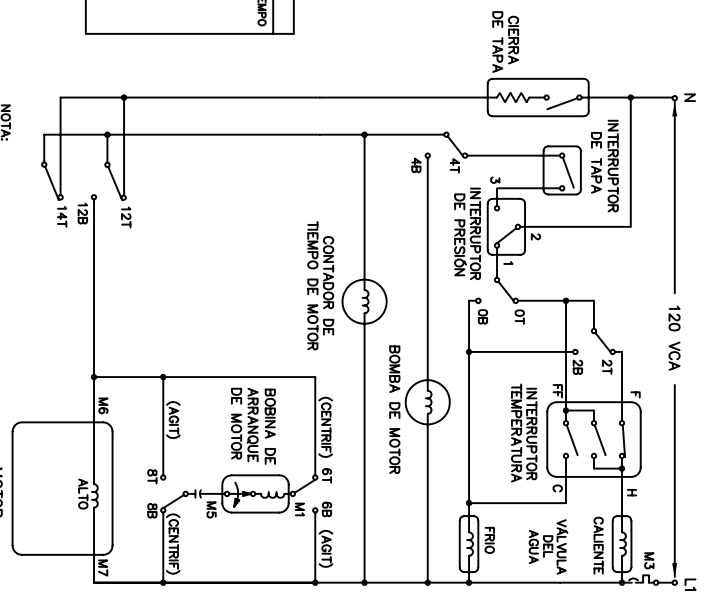 N
120 VCA
L1
CIERRA
DE TAPA
INTERRUPTOR
DE TAPA
4T
4B
3
2
1
INTERRUPTOR
DE PRESIÓN
0T
0B
2T
2B
F
FF
H
C
INTERRUPTOR
TEMPERATURA
M3
CALIENTE
VÁLVULA
DEL
AGUA
FRIO
BOMBA DE MOTOR
CONTADOR DE
TIEMPO DE MOTOR
12T
12B
14T
(CENTRIF)
6T
6B
(AGIT)
BOBINA DE
ARRANQUE
DE MOTOR
M1
M5
(AGIT)
8T
8B
(CENTRIF)
M6
ALTO
M7
MOTOR
NOTA: